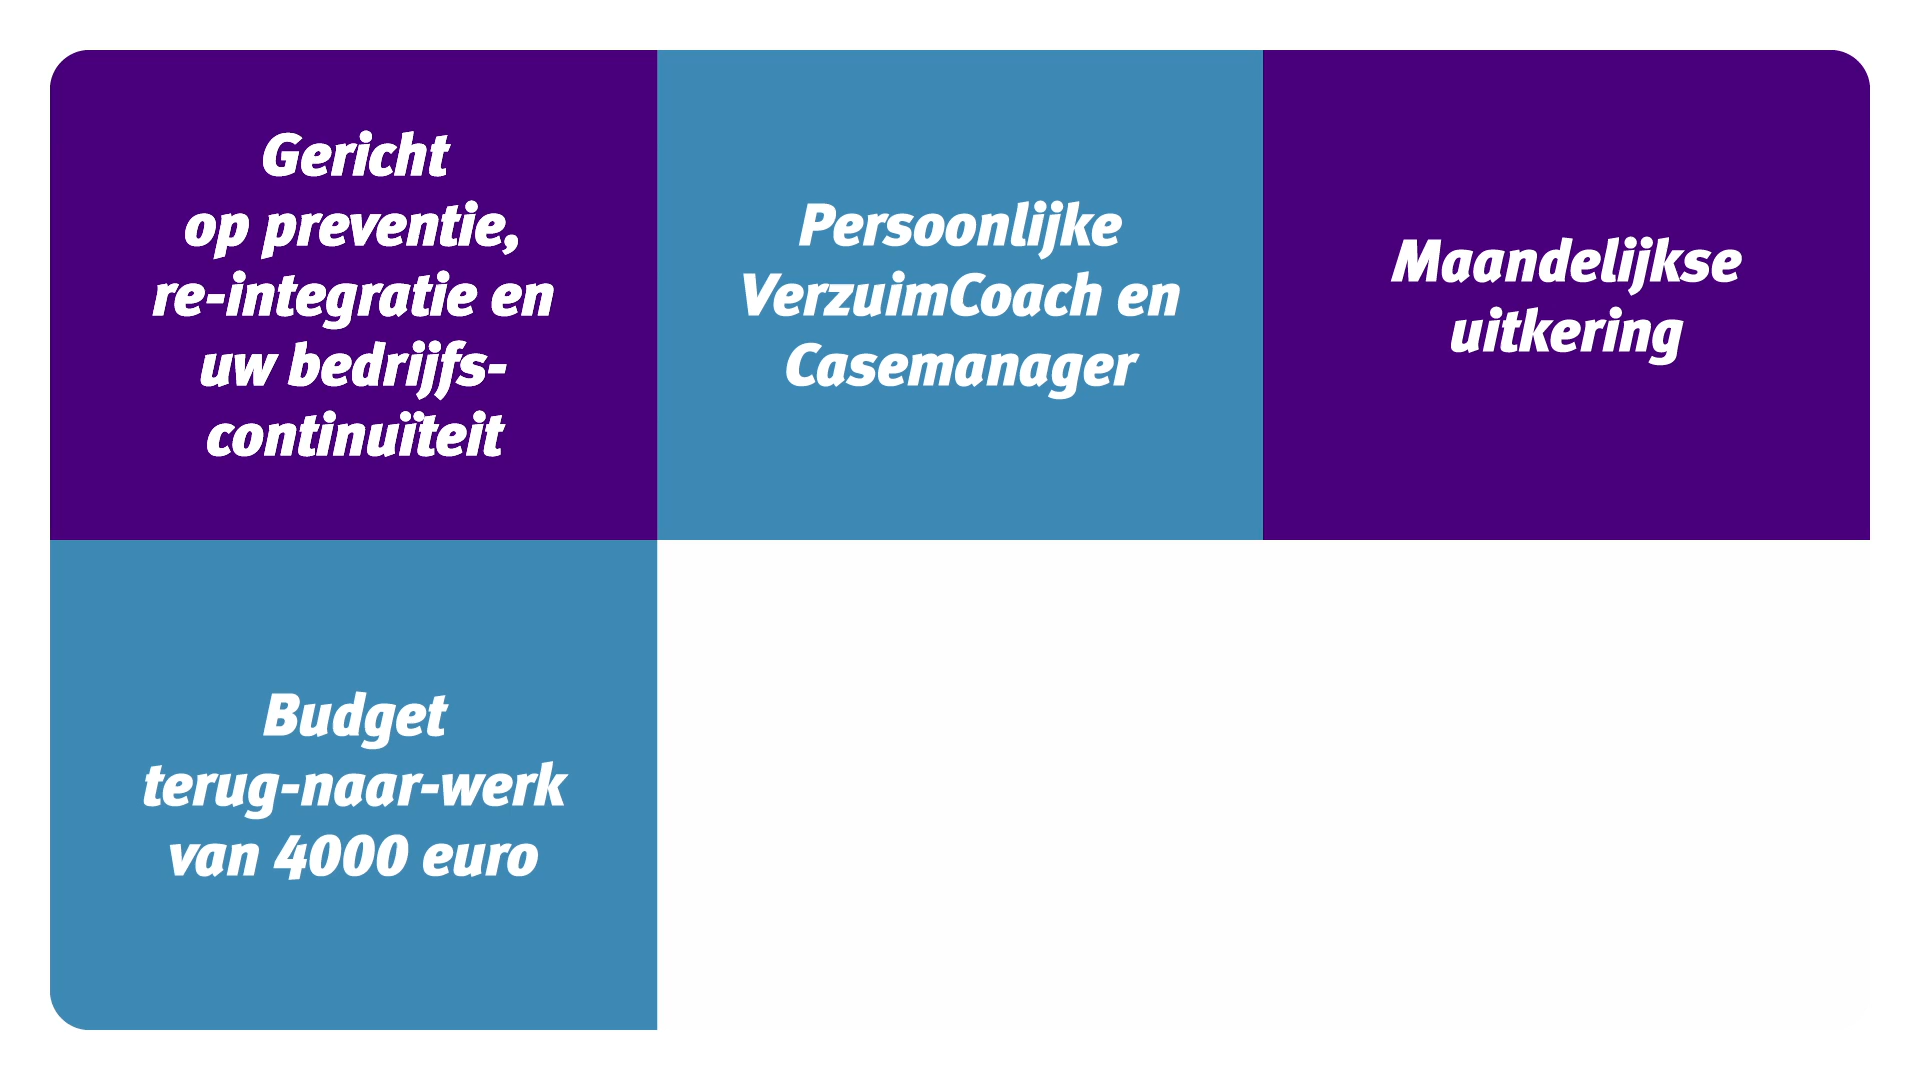 Gericht
op preventie,
re-integratie en
uw bedrijfs-
continuïteit
Persoonlijke
VerzuimCoach en
Casemanager
Maandelijkse
uitkering
Budget
terug-naar-werk
van 4000 euro